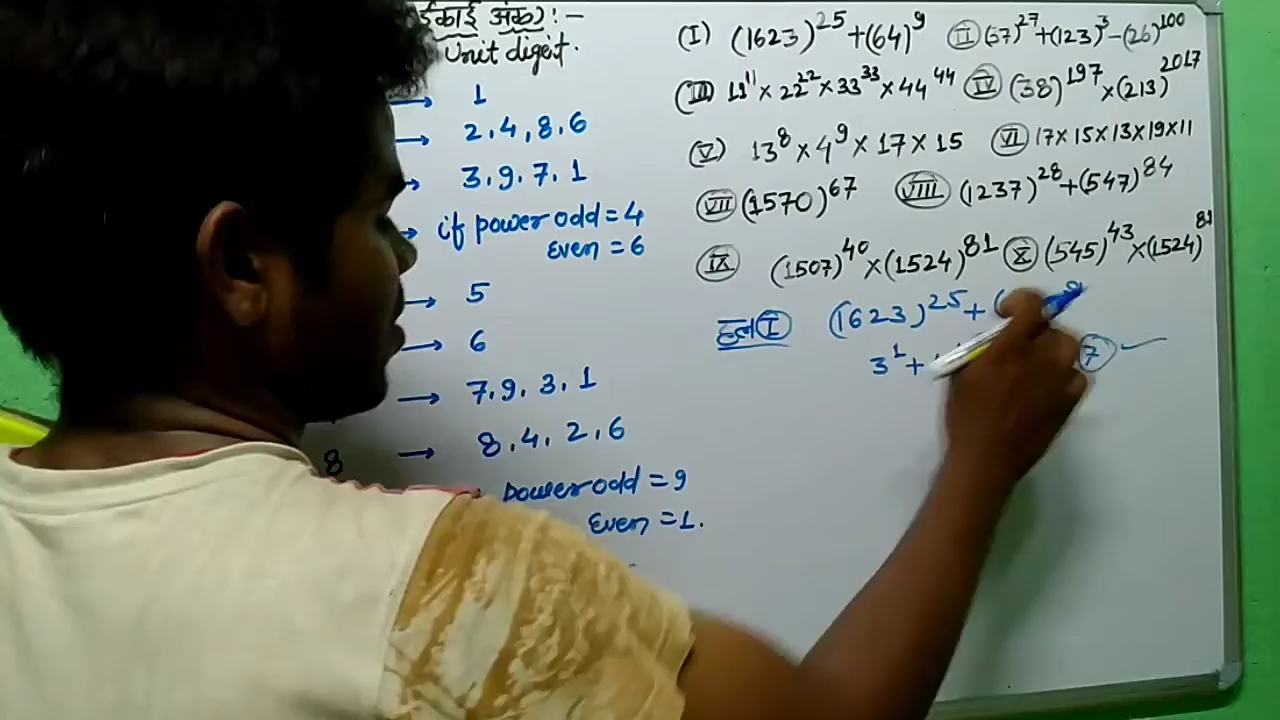 ईकाई अंक) :-
Unit digit.
→ 1
→ 2.4,8.6
→ 3.9.7.1
→ if power odd = 4
Even = 6
→ 5
→ 6
→ 7.9.3.1
8 → 8.4.2.6
power odd = 9
Even = 1.
(I) (1623)²⁵ + (64)⁹ (II) (57)²⁷ + (123)³ - (26)¹⁰⁰
(III) 11¹¹ × 22²² × 33³³ × 44⁴⁴ (IV) (38)¹⁹⁷ × (213)²⁰¹⁷
(V) 13⁸ × 4⁹ × 17 × 15 (VI) 17 × 15 × 13 × 19 × 11
(VII) (1570)⁶⁷ (VIII) (1237)²⁸ + (547)⁸⁴
(IX) (1507)⁴⁰ × (1524)⁸¹ (X) (545)⁴³ × (1524)⁸¹
हल (I) (1623)²⁵ + (
3¹ + 7